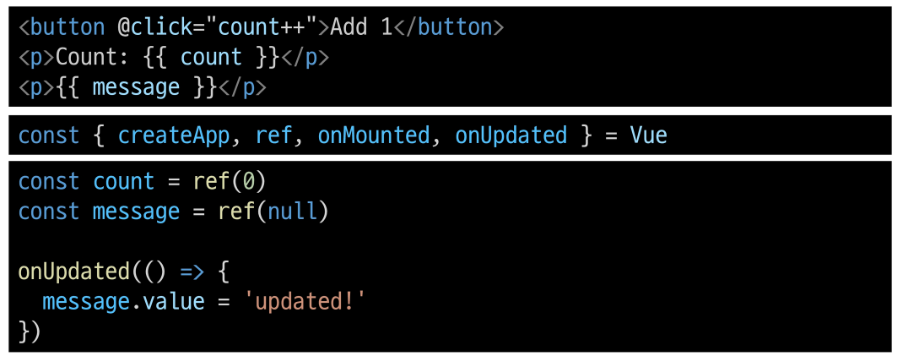 <button @click="count++">Add 1</button>
<p>Count: {{ count }}</p>
<p>{{ message }}</p>
const { createApp, ref, onMounted, onUpdated } = Vue
const count = ref(0)
const message = ref(null)
onUpdated(() => {
  message.value = 'updated!'
})